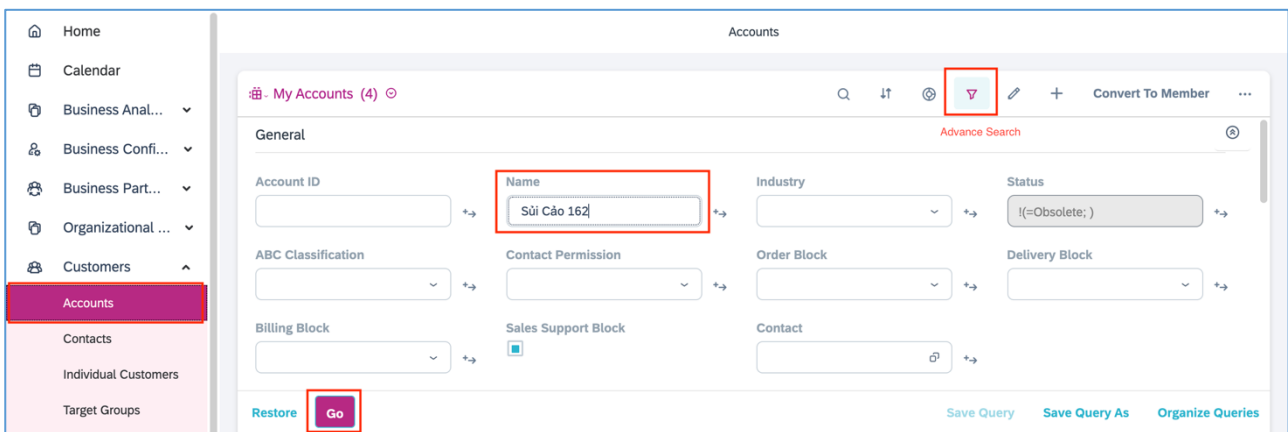 Home
Calendar
Business Anal...
Business Confi...
Business Part...
Organizational ...
Customers
Accounts
Contacts
Individual Customers
Target Groups
Accounts
My Accounts (4)
Convert To Member
...
Advance Search
General
Account ID
Name
Industry
Status
Sủi Cảo 162
!(=Obsolete; )
ABC Classification
Contact Permission
Order Block
Delivery Block
Billing Block
Sales Support Block
Contact
Restore
Go
Save Query
Save Query As
Organize Queries